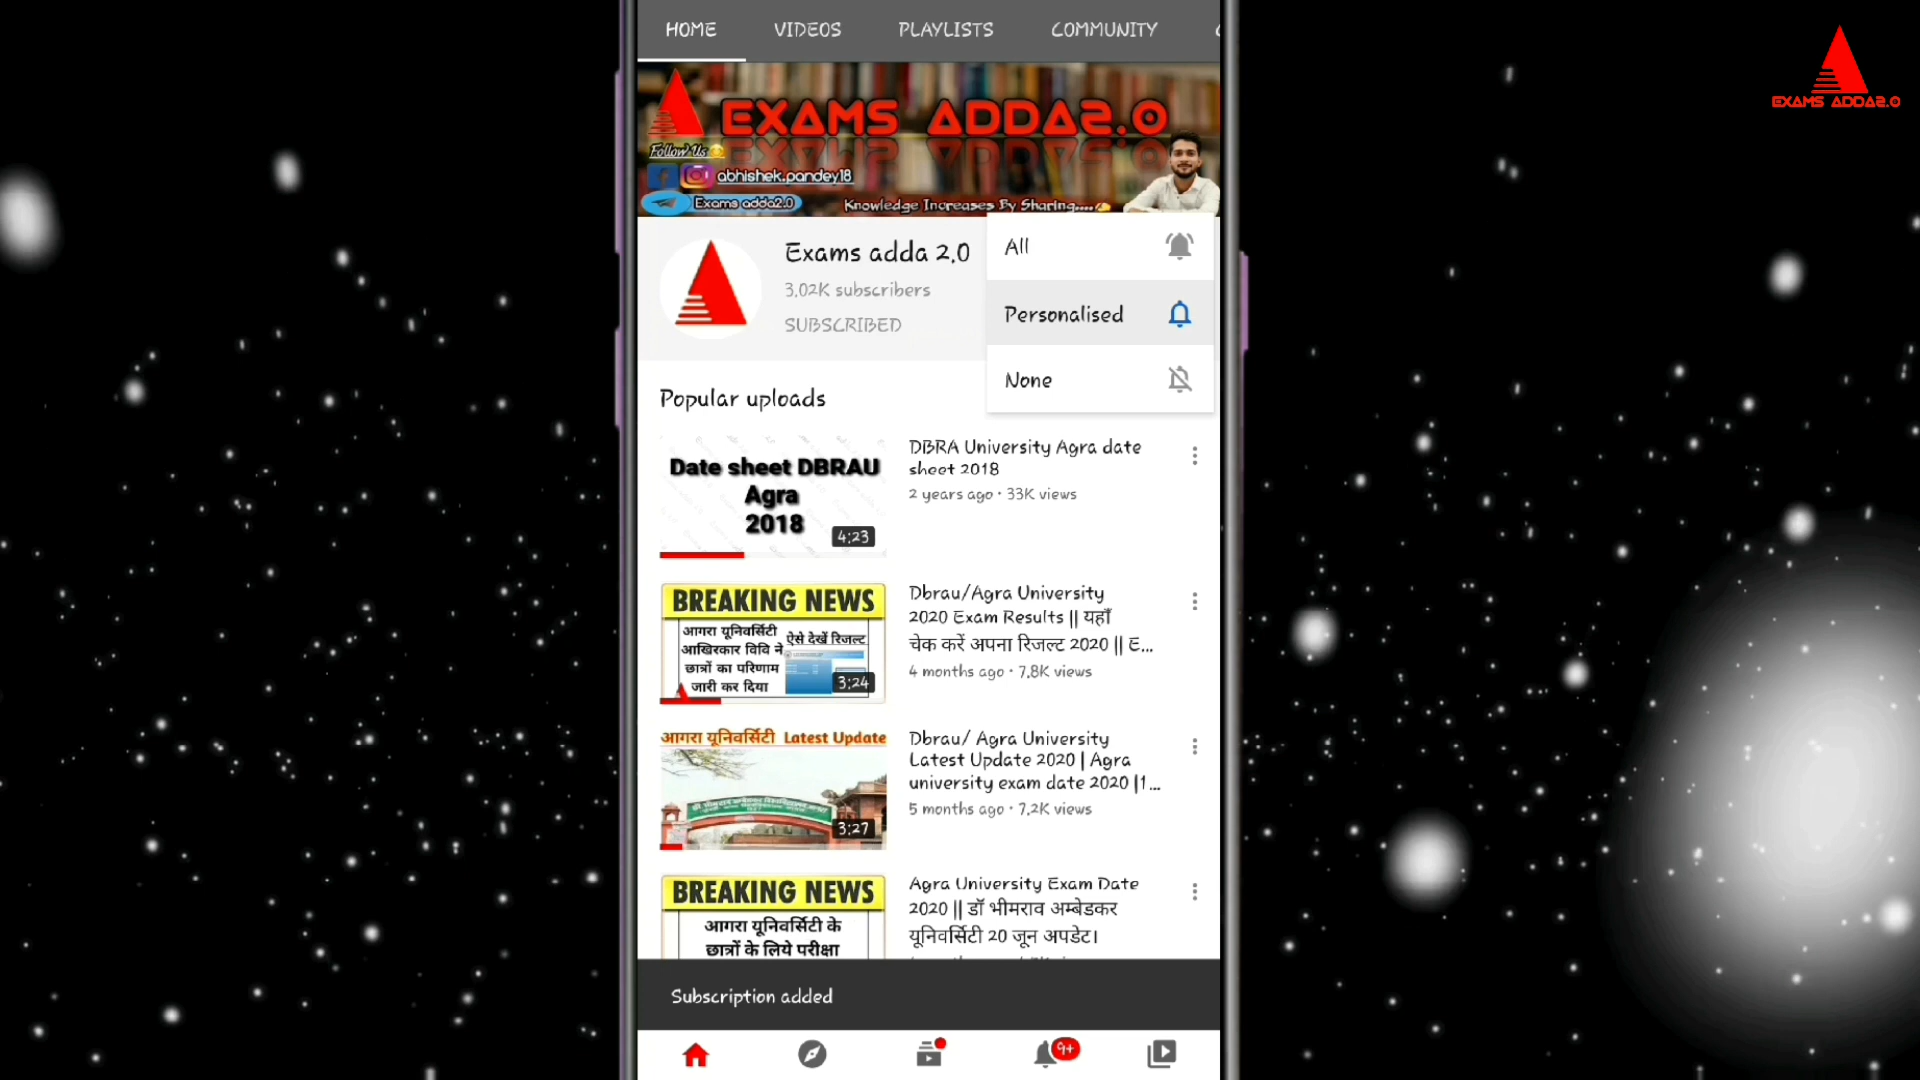 HOME VIDEOS PLAYLISTS COMMUNITY
EXAMS ADDA2.0
EXAMS ADDA2.0
Follow Us
abhishek.pandey18
Exams adda2.0
Knowledge Increases By Sharing....
Exams adda 2.0
3.02K subscribers
SUBSCRIBED
All
Personalised
None
Popular uploads
Date sheet DBRAU
Agra
2018
4:23
DBRA University Agra date
sheet 2018
2 years ago · 33K views
BREAKING NEWS
आगरा यूनिवर्सिटी
आखिरकार विवि ने
छात्रों का परिणाम
जारी कर दिया
ऐसे देखें रिजल्ट
3:24
Dbrau/Agra University
2020 Exam Results || यहाँ
चेक करें अपना रिजल्ट 2020 || E...
4 months ago · 7.8K views
आगरा यूनिवर्सिटी Latest Update
3:27
Dbrau/ Agra University
Latest Update 2020 | Agra
university exam date 2020 |1...
5 months ago · 7.2K views
BREAKING NEWS
आगरा यूनिवर्सिटी के
छात्रों के लिये परीक्षा
Agra University Exam Date
2020 || डॉ भीमराव अम्बेडकर
यूनिवर्सिटी 20 जून अपडेट।
Subscription added
9+